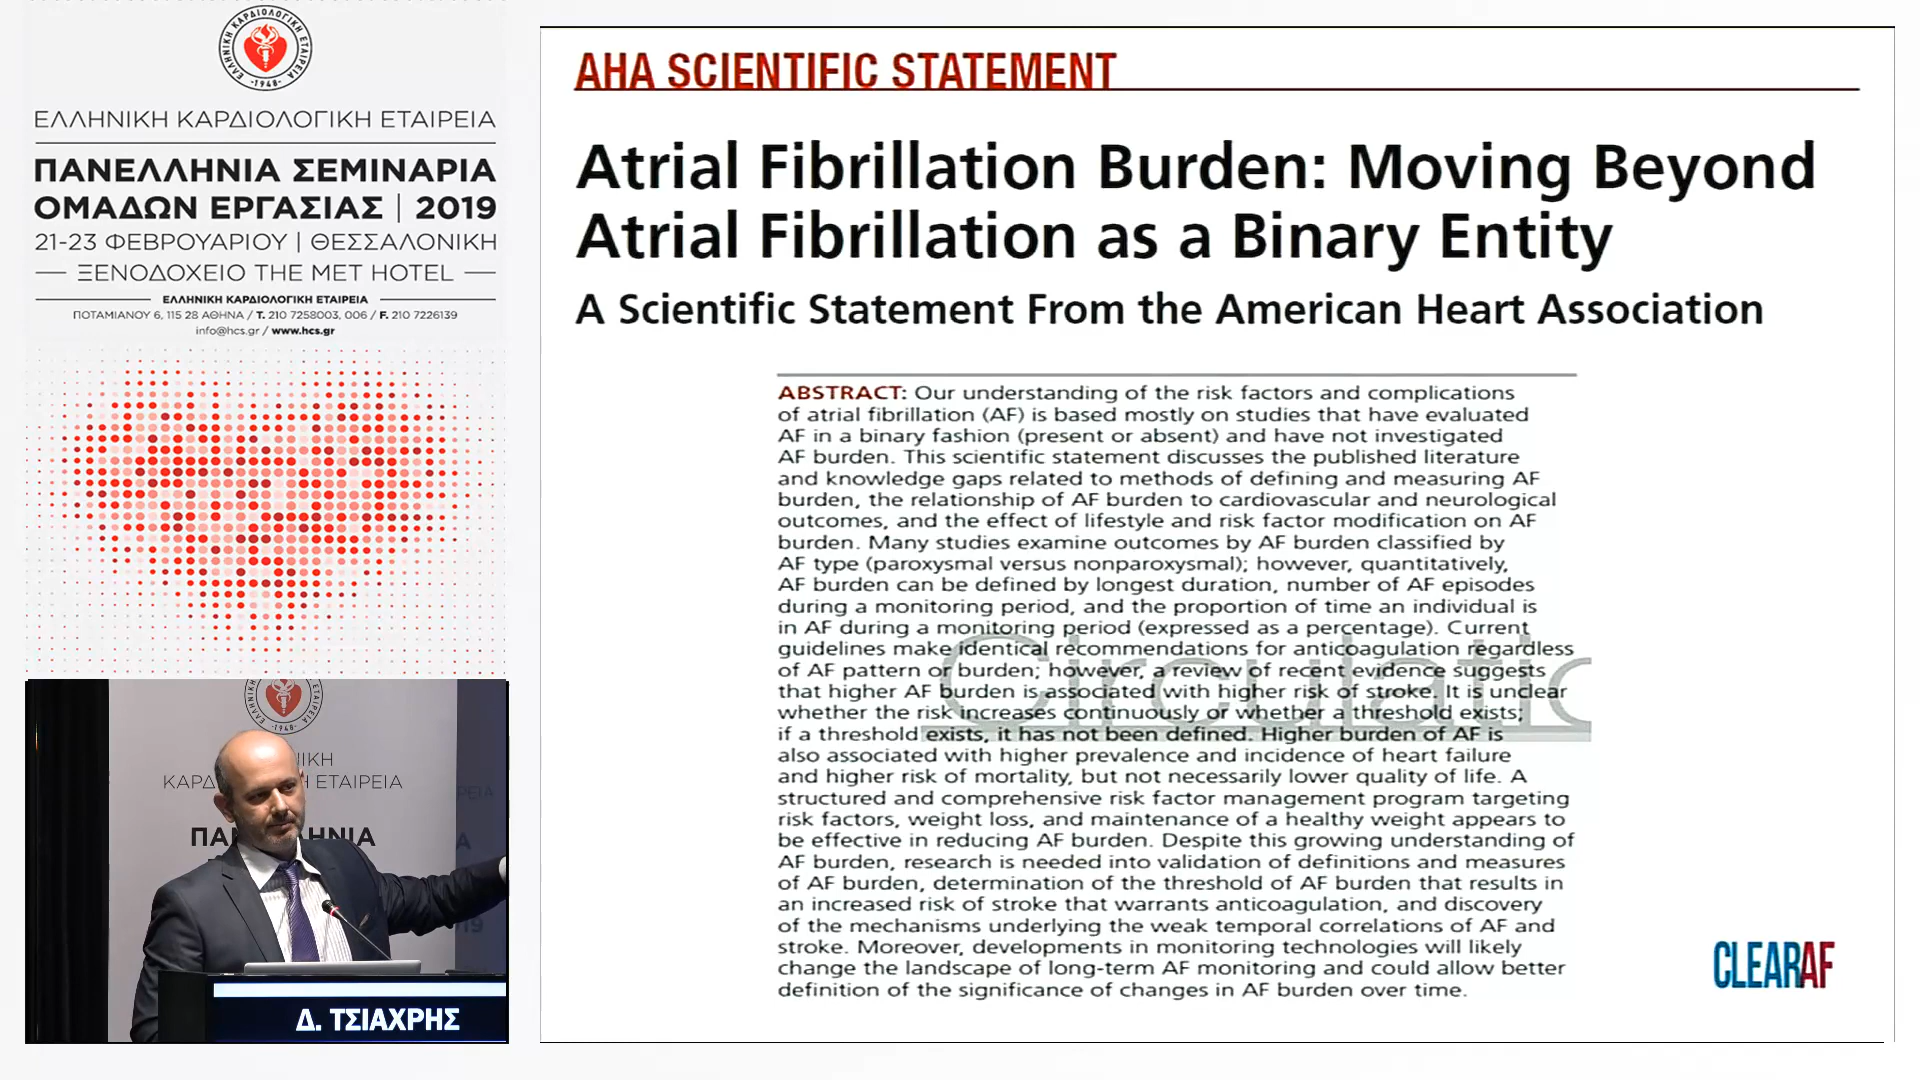 ΕΛΛΗΝΙΚΗ ΚΑΡΔΙΟΛΟΓΙΚΗ ΕΤΑΙΡΕΙΑ
·1948·
ΕΛΛΗΝΙΚΗ ΚΑΡΔΙΟΛΟΓΙΚΗ ΕΤΑΙΡΕΙΑ
ΠΑΝΕΛΛΗΝΙΑ ΣΕΜΙΝΑΡΙΑ
ΟΜΑΔΩΝ ΕΡΓΑΣΙΑΣ | 2019
21-23 ΦΕΒΡΟΥΑΡΙΟΥ | ΘΕΣΣΑΛΟΝΙΚΗ
ΞΕΝΟΔΟΧΕΙΟ THE MET HOTEL
ΕΛΛΗΝΙΚΗ ΚΑΡΔΙΟΛΟΓΙΚΗ ΕΤΑΙΡΕΙΑ
ΠΟΤΑΜΙΑΝΟΥ 6, 115 28 ΑΘΗΝΑ / T. 210 7258003, 006 / F. 210 7226139
info@hcs.gr / www.hcs.gr
·1948·
ΙΚΗ
ΚΑΡΔ Η ΕΤΑΙΡΕΙΑ
ΠΑ ΗΝΙΑ
Δ. ΤΣΙΑΧΡΗΣ
AHA SCIENTIFIC STATEMENT
Atrial Fibrillation Burden: Moving Beyond
Atrial Fibrillation as a Binary Entity
A Scientific Statement From the American Heart Association
ABSTRACT: Our understanding of the risk factors and complications
of atrial fibrillation (AF) is based mostly on studies that have evaluated
AF in a binary fashion (present or absent) and have not investigated
AF burden. This scientific statement discusses the published literature
and knowledge gaps related to methods of defining and measuring AF
burden, the relationship of AF burden to cardiovascular and neurological
outcomes, and the effect of lifestyle and risk factor modification on AF
burden. Many studies examine outcomes by AF burden classified by
AF type (paroxysmal versus nonparoxysmal); however, quantitatively,
AF burden can be defined by longest duration, number of AF episodes
during a monitoring period, and the proportion of time an individual is
in AF during a monitoring period (expressed as a percentage). Current
guidelines make identical recommendations for anticoagulation regardless
of AF pattern or burden; however, a review of recent evidence suggests
that higher AF burden is associated with higher risk of stroke. It is unclear
whether the risk increases continuously or whether a threshold exists;
if a threshold exists, it has not been defined. Higher burden of AF is
also associated with higher prevalence and incidence of heart failure
and higher risk of mortality, but not necessarily lower quality of life. A
structured and comprehensive risk factor management program targeting
risk factors, weight loss, and maintenance of a healthy weight appears to
be effective in reducing AF burden. Despite this growing understanding of
AF burden, research is needed into validation of definitions and measures
of AF burden, determination of the threshold of AF burden that results in
an increased risk of stroke that warrants anticoagulation, and discovery
of the mechanisms underlying the weak temporal correlations of AF and
stroke. Moreover, developments in monitoring technologies will likely
change the landscape of long-term AF monitoring and could allow better
definition of the significance of changes in AF burden over time.
Circulatio
CLEARAF